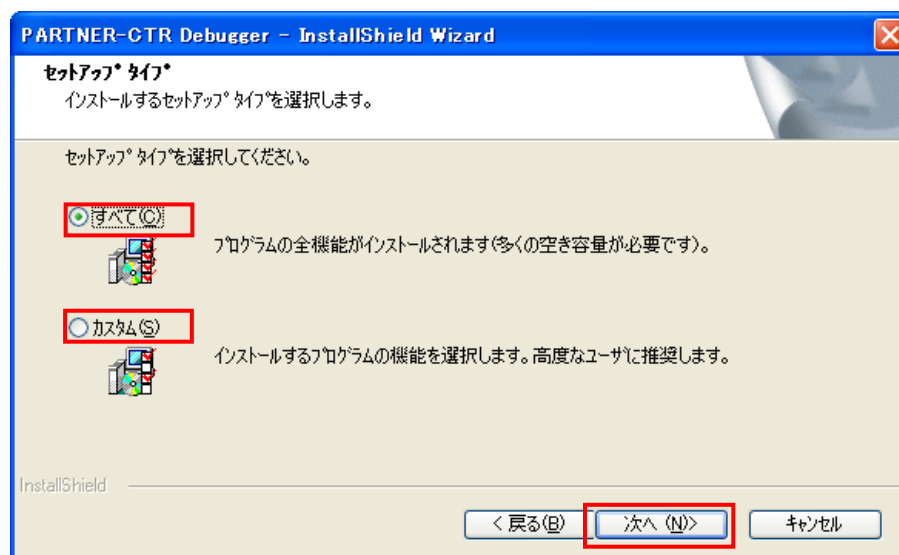 PARTNER-CTR Debugger - InstallShield Wizard
セットアップ タイプ
インストールするセットアップ タイプを選択します。
セットアップ タイプを選択してください。
すべて(C)
プログラムの全機能がインストールされます(多くの空き容量が必要です)。
カスタム(S)
インストールするプログラムの機能を選択します。高度なユーザに推奨します。
InstallShield
< 戻る(B) 次へ (N)> キャンセル